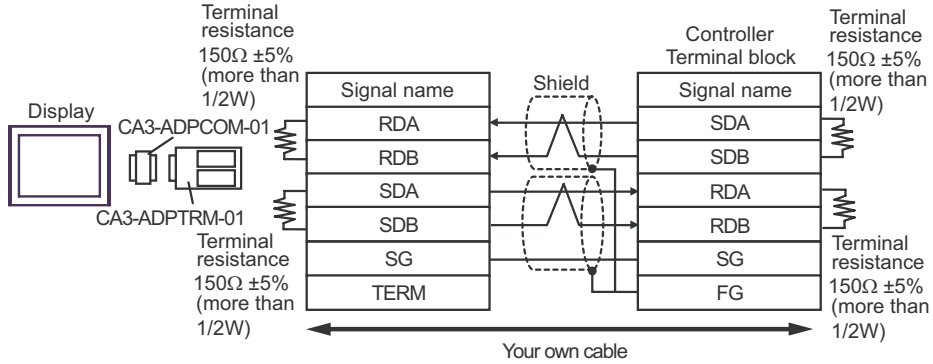 Terminal
resistance
150Ω ±5%
(more than
1/2W)
Display
CA3-ADPCOM-01
CA3-ADPTRM-01
Terminal
resistance
150Ω ±5%
(more than
1/2W)
Signal name
RDA
RDB
SDA
SDB
SG
TERM
Shield
Controller
Terminal block
Signal name
SDA
SDB
RDA
RDB
SG
FG
Terminal
resistance
150Ω ±5%
(more than
1/2W)
Terminal
resistance
150Ω ±5%
(more than
1/2W)
Your own cable